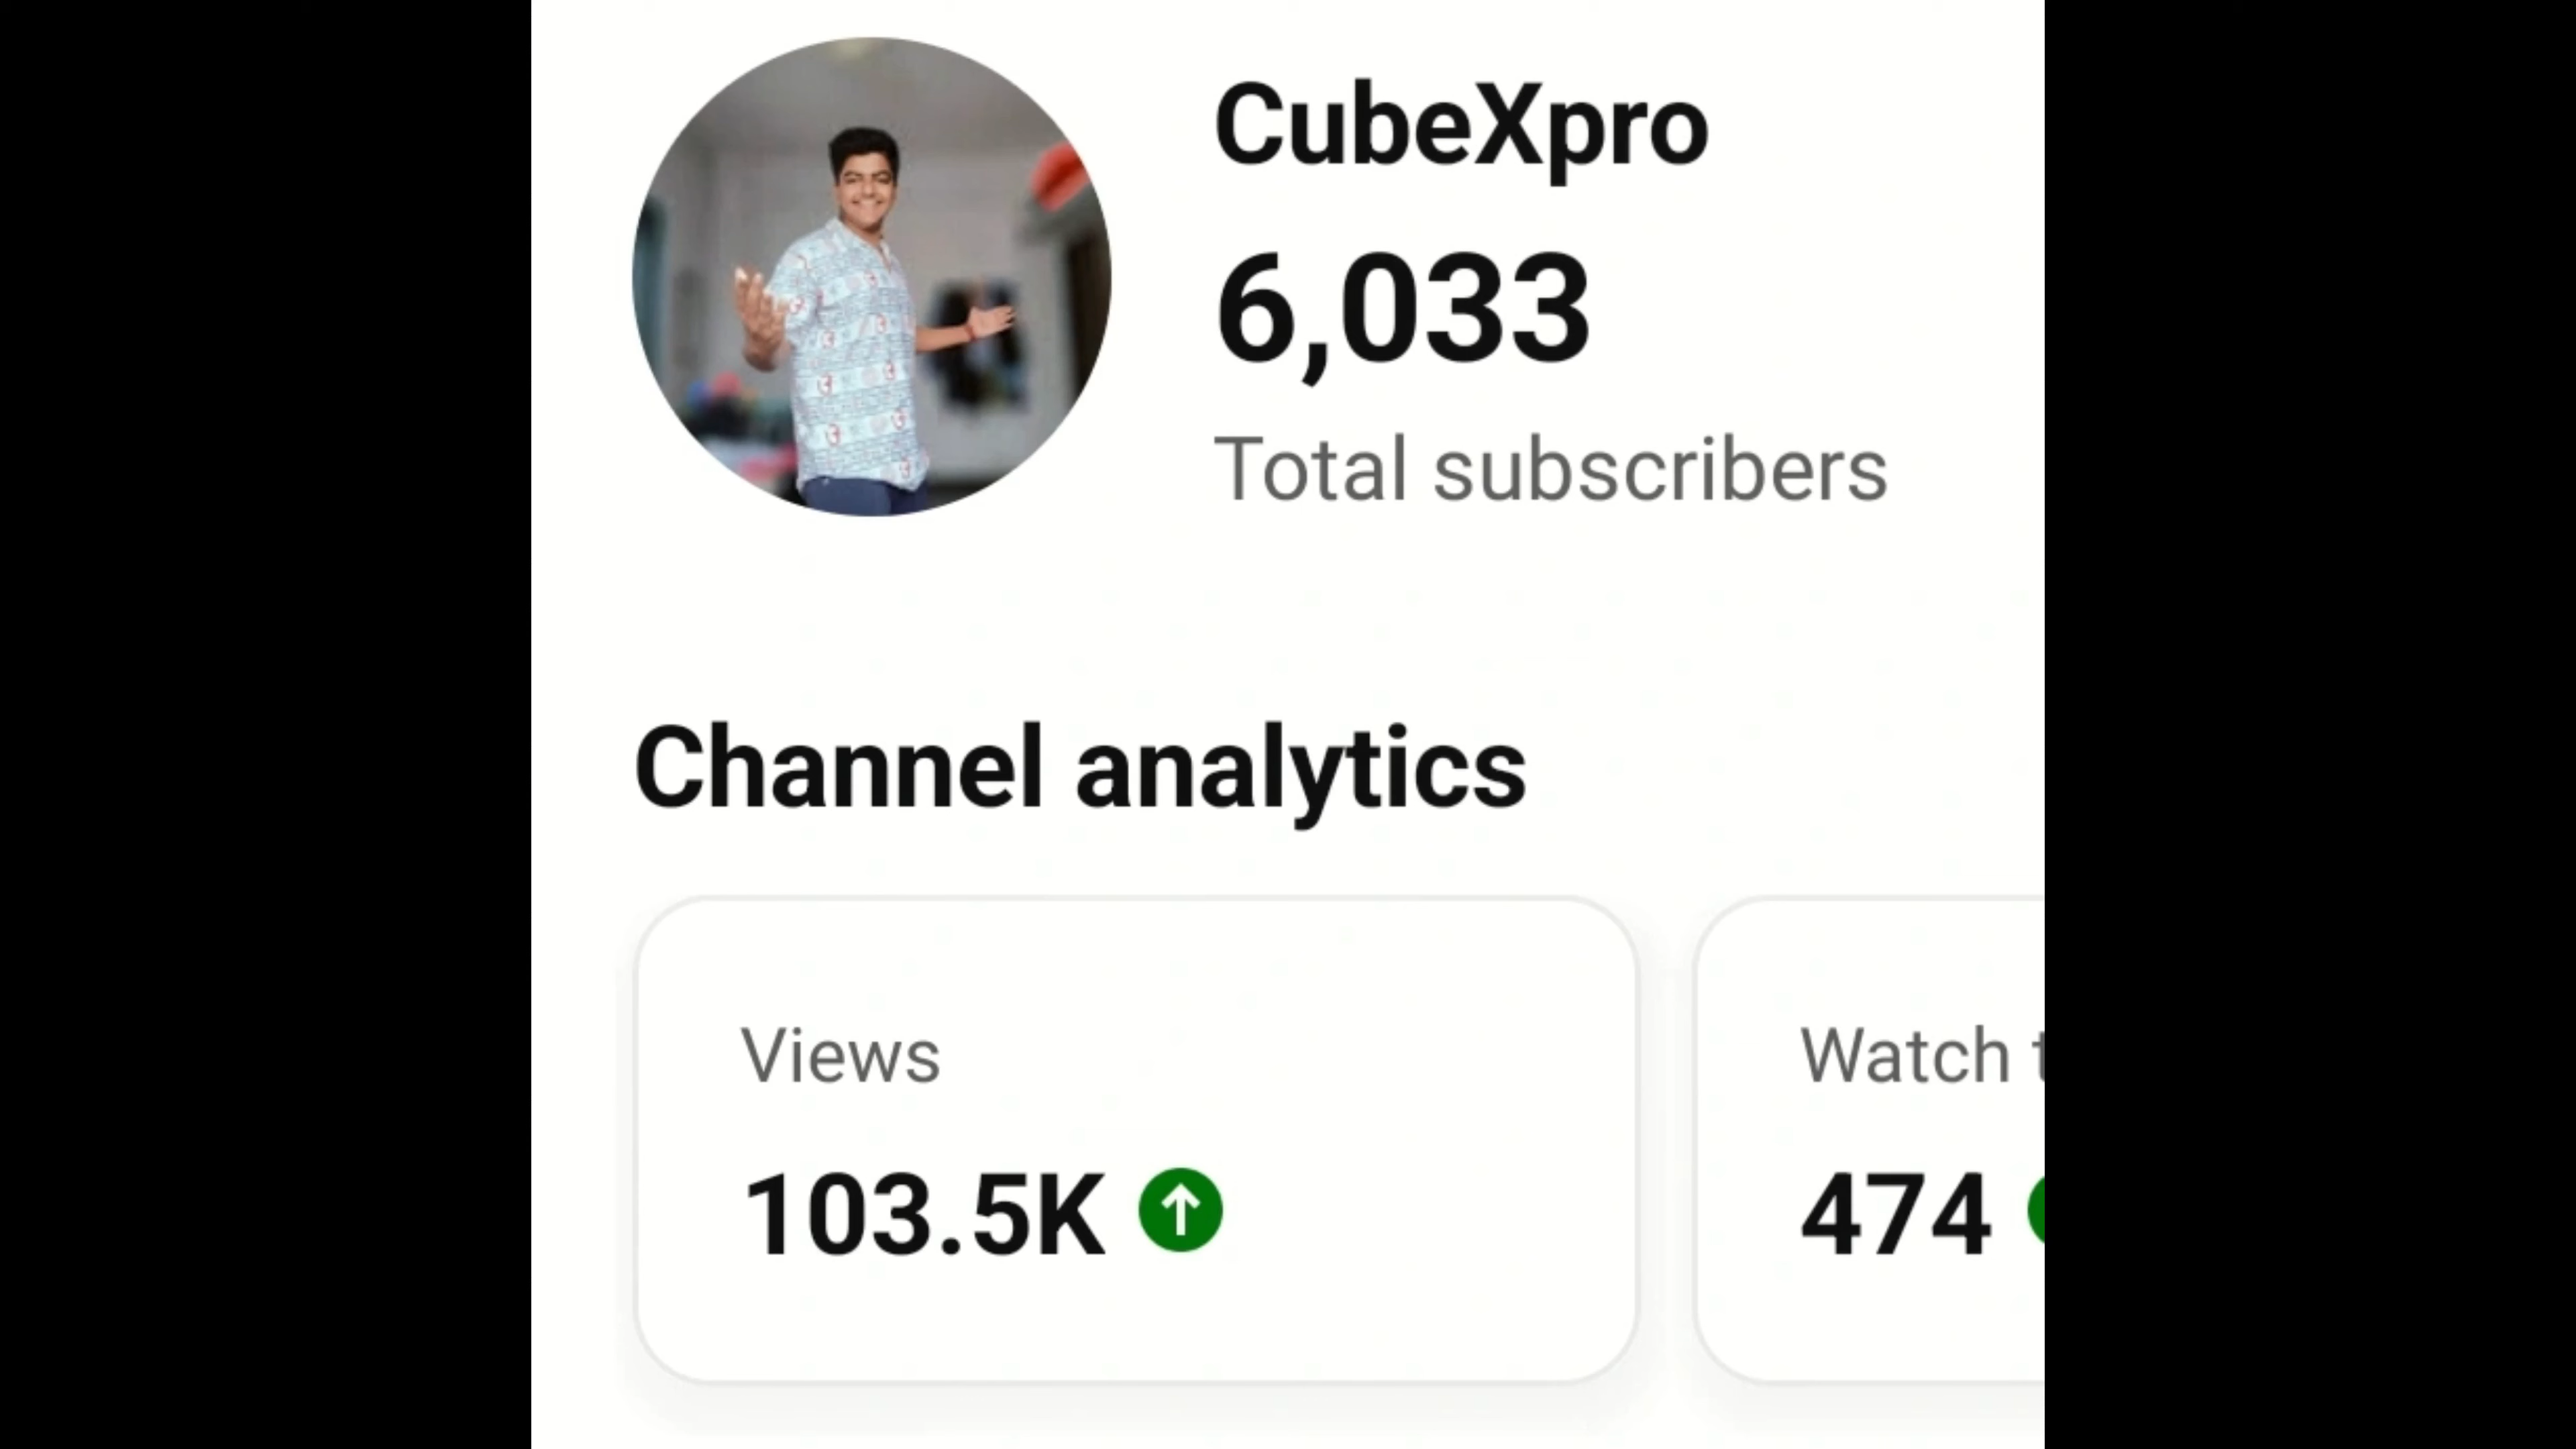 CubeXpro
6,033
Total subscribers
Channel analytics
Views
103.5K
Watch
474